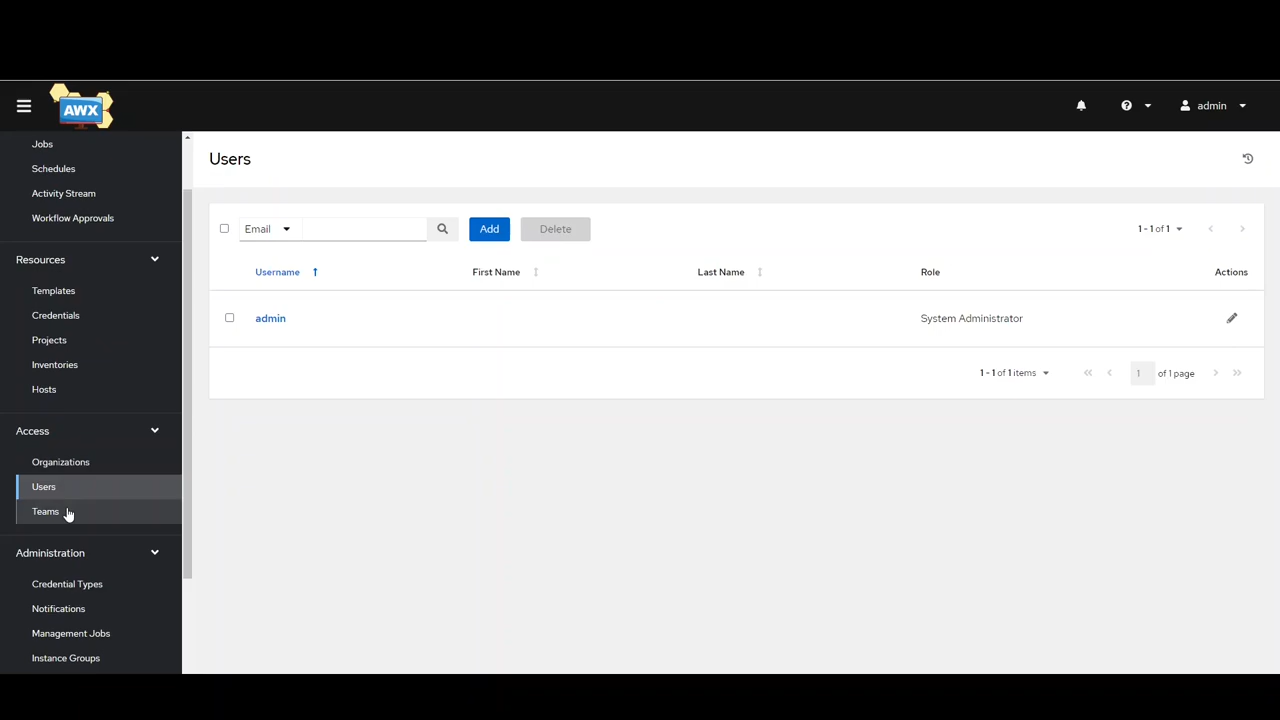 AWX
admin
Jobs
Schedules
Activity Stream
Workflow Approvals
Resources
Templates
Credentials
Projects
Inventories
Hosts
Access
Organizations
Users
Teams
Administration
Credential Types
Notifications
Management Jobs
Instance Groups
Users
Email Add Delete 1 - 1 of 1
Username First Name Last Name Role Actions
admin System Administrator
1 - 1 of 1 items 1 of 1 page